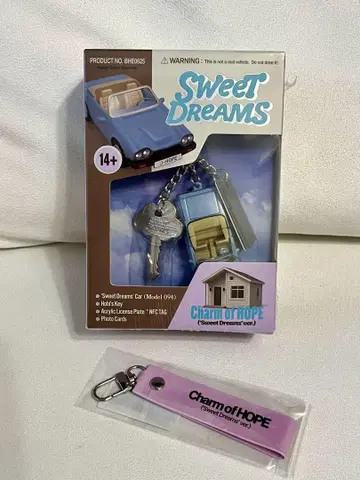 PRODUCT NO. BHE0625
⚠ WARNING: This is not a real vehicle. Do not drive it!
SWEET
DREAMS
14+
• 'Sweet Dreams' Car (Model 094)
• Hobi's Key
• Acrylic License Plate * NFC TAG
• Photo Cards
Charm of HOPE
('Sweet Dreams' ver.)
Charm of HOPE
('Sweet Dreams' ver.)